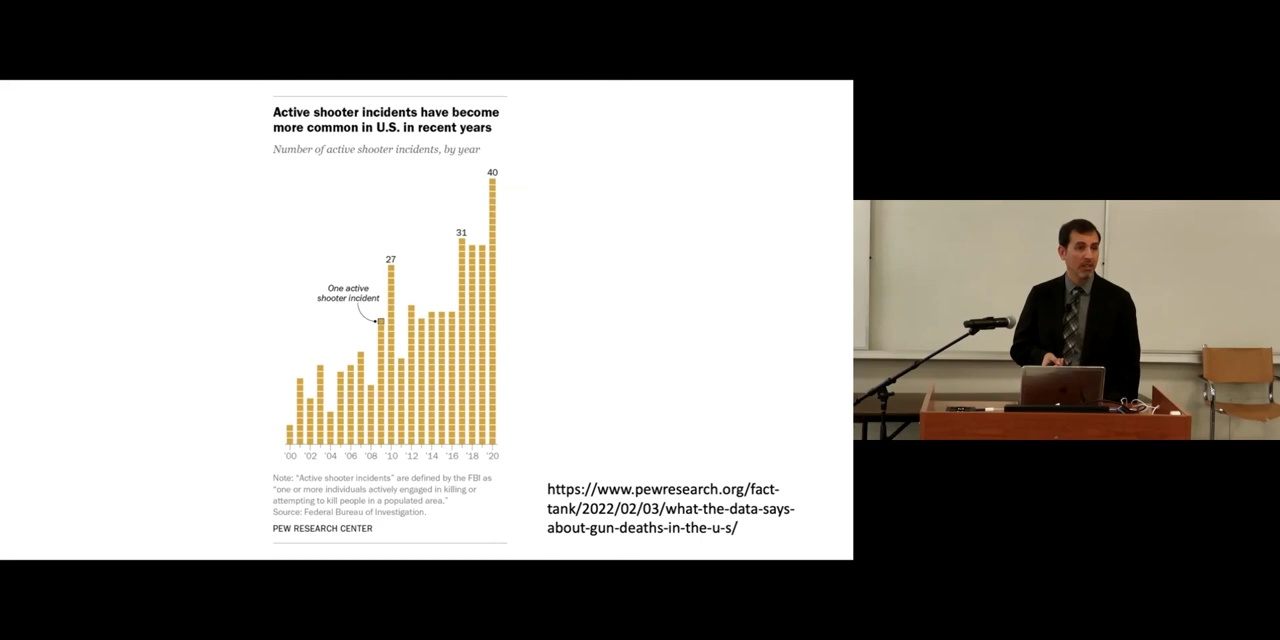 Active shooter incidents have become
more common in U.S. in recent years
Number of active shooter incidents, by year
40
31
27
One active
shooter incident
'00 '02 '04 '06 '08 '10 '12 '14 '16 '18 '20
Note: “Active shooter incidents” are defined by the FBI as
“one or more individuals actively engaged in killing or
attempting to kill people in a populated area.”
Source: Federal Bureau of Investigation.
PEW RESEARCH CENTER
https://www.pewresearch.org/fact-
tank/2022/02/03/what-the-data-says-
about-gun-deaths-in-the-u-s/